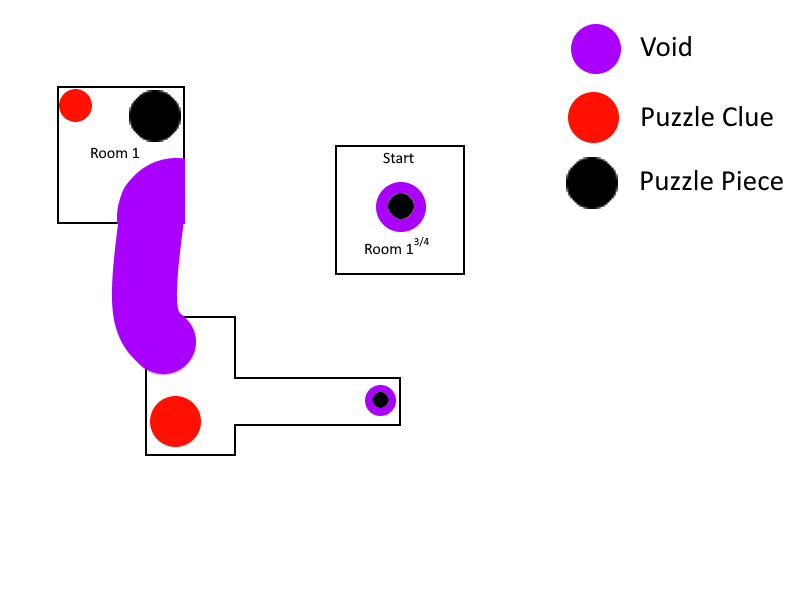 Void
Puzzle Clue
Puzzle Piece
Room 1
Start
Room 1 3/4